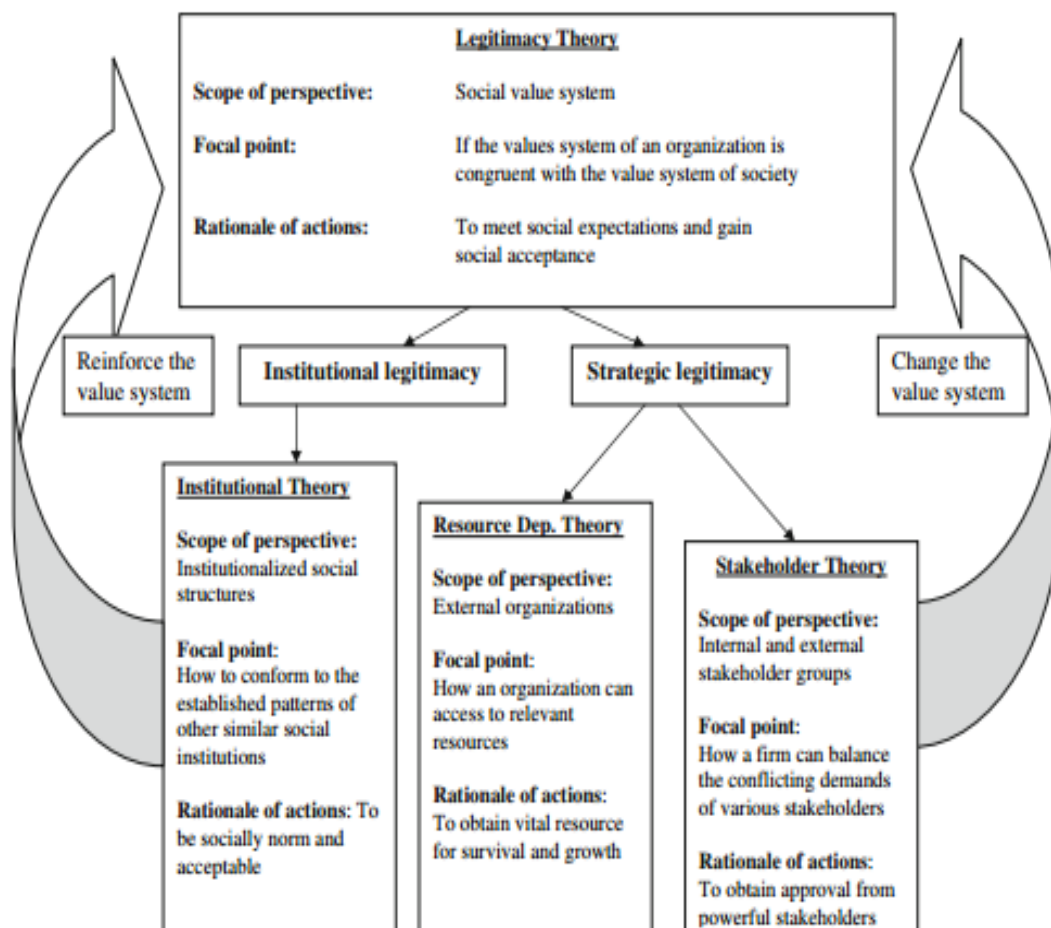 Legitimacy Theory
Scope of perspective: Social value system
Focal point: If the values system of an organization is
congruent with the value system of society
Rationale of actions: To meet social expectations and gain
social acceptance
Reinforce the
value system
Institutional legitimacy
Strategic legitimacy
Change the
value system
Institutional Theory
Scope of perspective:
Institutionalized social
structures
Focal point:
How to conform to the
established patterns of
other similar social
institutions
Rationale of actions: To
be socially norm and
acceptable
Resource Dep. Theory
Scope of perspective:
External organizations
Focal point:
How an organization can
access to relevant
resources
Rationale of actions:
To obtain vital resource
for survival and growth
Stakeholder Theory
Scope of perspective:
Internal and external
stakeholder groups
Focal point:
How a firm can balance
the conflicting demands
of various stakeholders
Rationale of actions:
To obtain approval from
powerful stakeholders